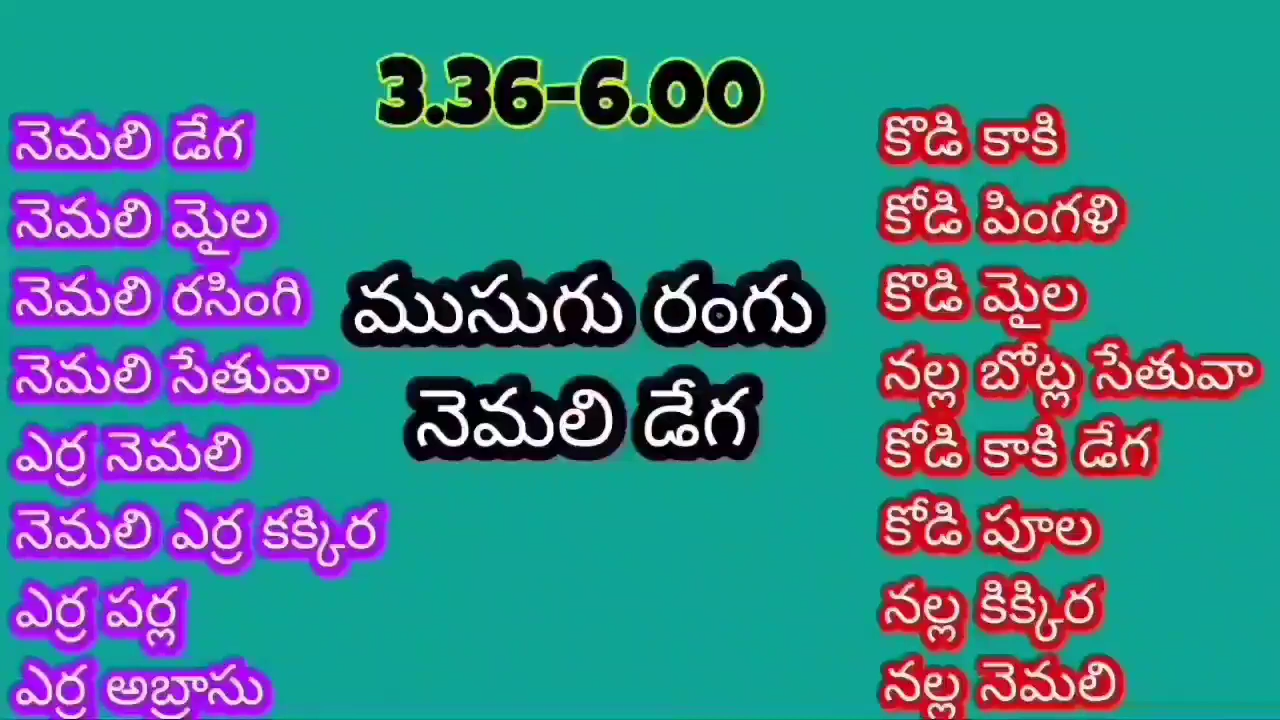 3.36-6.00
నెమలి డేగ
నెమలి మైల
నెమలి రసింగి
నెమలి సేతువా
ఎర్ర నెమలి
నెమలి ఎర్ర కక్కిర
ఎర్ర పర్ల
ఎర్ర అబ్రాసు
ముసుగు రంగు
నెమలి డేగ
కొడి కాకి
కోడి పింగళి
కొడి మైల
నల్ల బోట్ల సేతువా
కోడి కాకి డేగ
కోడి పూల
నల్ల కిక్కిర
నల్ల నెమలి